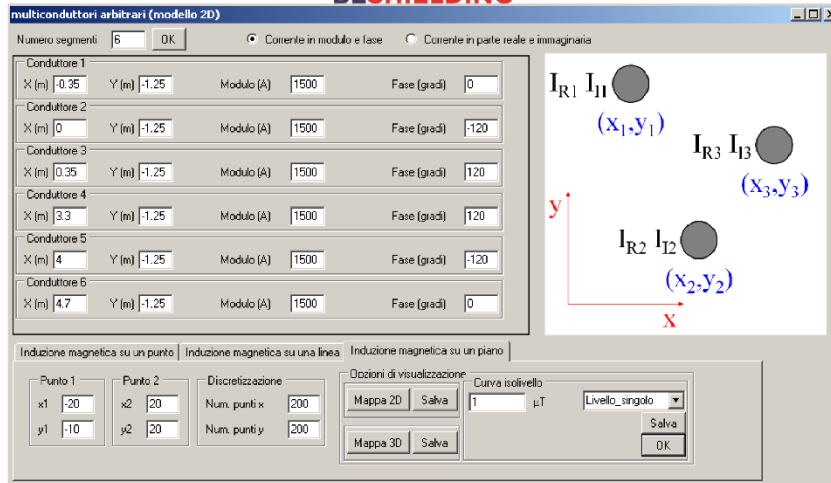 multiconduttori arbitrari (modello 2D)
Numero segmenti 6 OK Corrente in modulo e fase Corrente in parte reale e immaginaria
Conduttore 1
X (m) -0.35 Y (m) -1.25 Modulo (A) 1500 Fase (gradi) 0
Conduttore 2
X (m) 0 Y (m) -1.25 Modulo (A) 1500 Fase (gradi) -120
Conduttore 3
X (m) 0.35 Y (m) -1.25 Modulo (A) 1500 Fase (gradi) 120
Conduttore 4
X (m) 3.3 Y (m) -1.25 Modulo (A) 1500 Fase (gradi) 120
Conduttore 5
X (m) 4 Y (m) -1.25 Modulo (A) 1500 Fase (gradi) -120
Conduttore 6
X (m) 4.7 Y (m) -1.25 Modulo (A) 1500 Fase (gradi) 0
IR1 II1
(x1,y1)
IR3 II3
(x3,y3)
y
IR2 II2
(x2,y2)
x
Induzione magnetica su un punto Induzione magnetica su una linea Induzione magnetica su un piano
Punto 1 Punto 2 Discretizzazione Opzioni di visualizzazione Curva isolivello
x1 -20 x2 20 Num. punti x 200 Mappa 2D Salva 1 μT Livello_singolo
Salva
y1 -10 y2 20 Num. punti y 200 Mappa 3D Salva OK